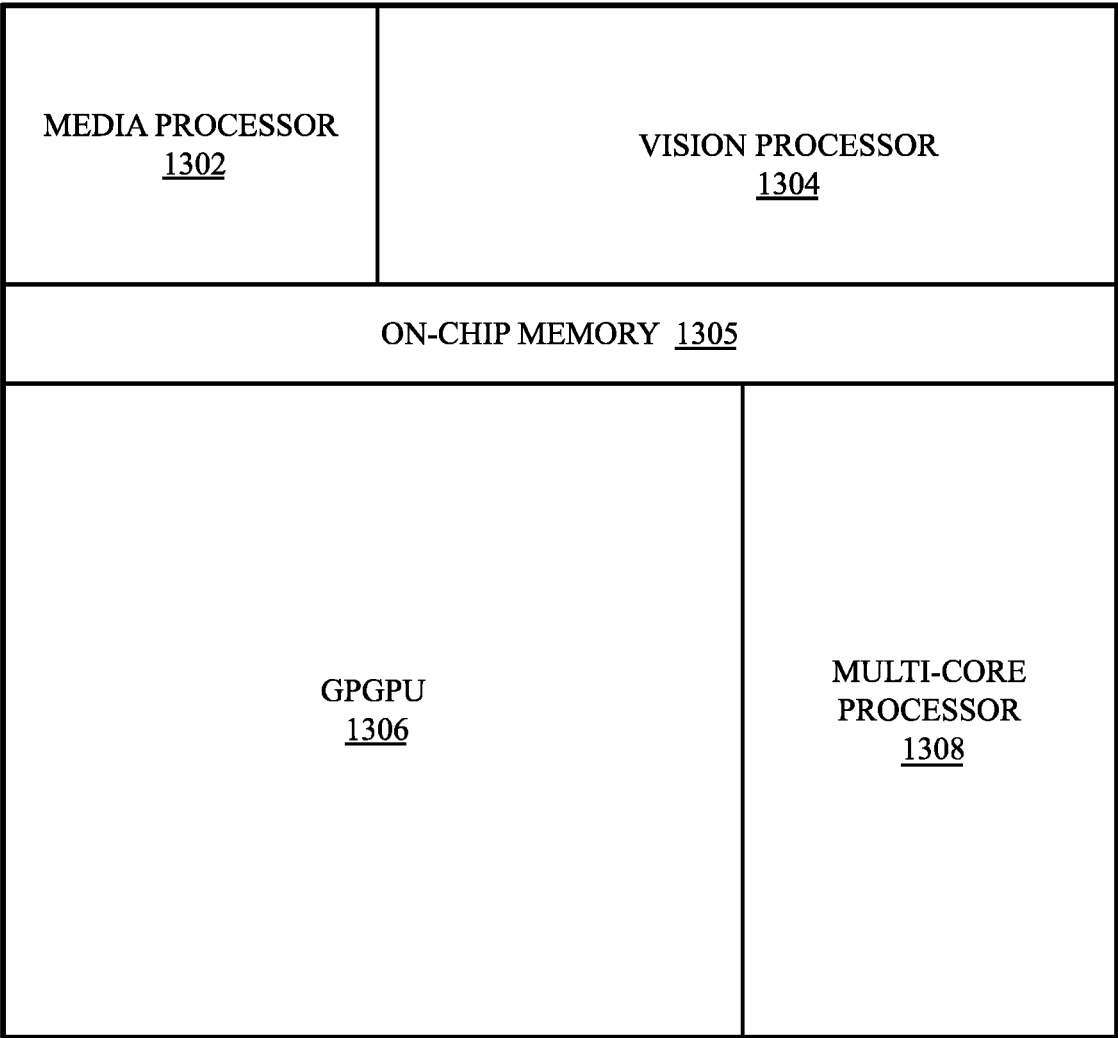 MEDIA PROCESSOR
1302
VISION PROCESSOR
1304
ON-CHIP MEMORY 1305
GPGPU
1306
MULTI-CORE
PROCESSOR
1308